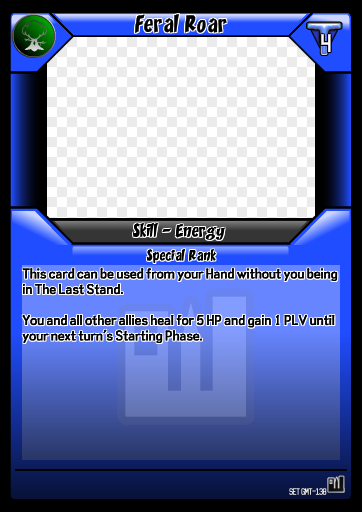 Feral Roar
4
Skill - Energy
Special Rank
This card can be used from your Hand without you being
in The Last Stand.
You and all other allies heal for 5 HP and gain 1 PLV until
your next turn's Starting Phase.
SET GMT-138